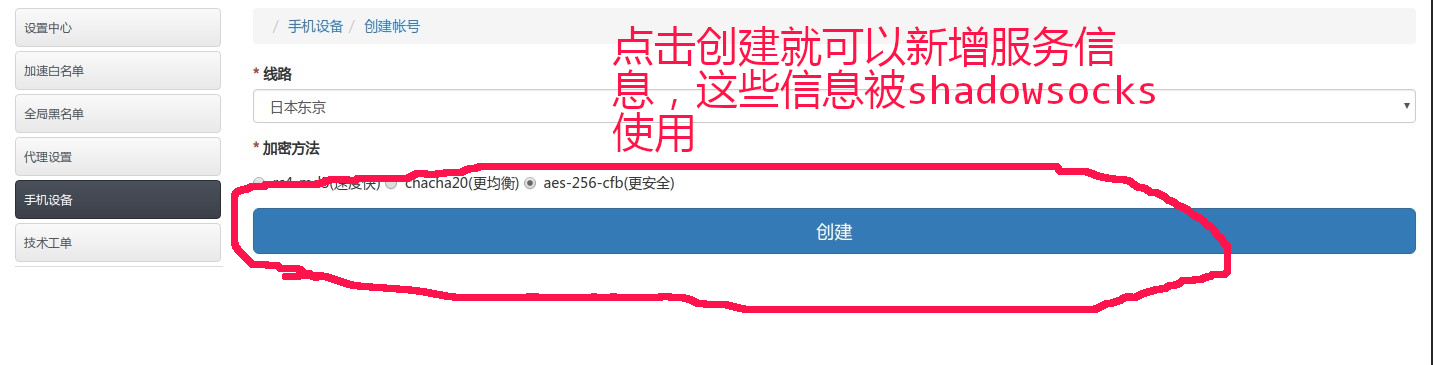 设置中心
加速白名单
全局黑名单
代理设置
手机设备
技术工单
/ 手机设备 / 创建帐号
* 线路
日本东京
* 加密方法
rc4-md5(速度快) chacha20(更均衡) aes-256-cfb(更安全)
创建
点击创建就可以新增服务信
息，这些信息被shadowsocks
使用